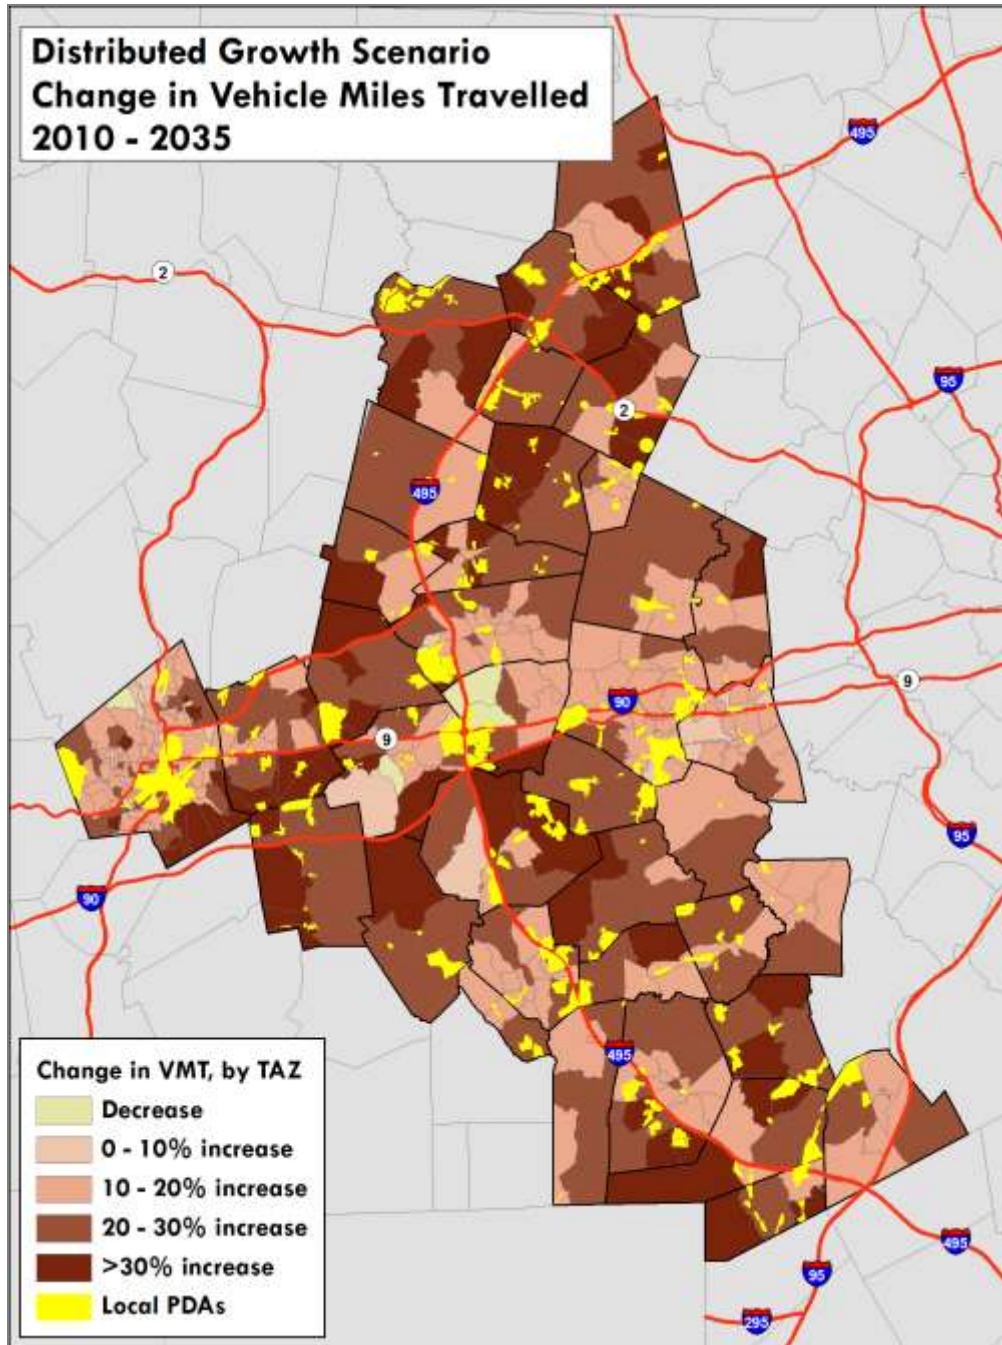 Distributed Growth Scenario
Change in Vehicle Miles Travelled
2010 - 2035
495
2
95
2
495
9
90
9
95
90
495
495
95
295
Change in VMT, by TAZ
Decrease
0 - 10% increase
10 - 20% increase
20 - 30% increase
>30% increase
Local PDAs